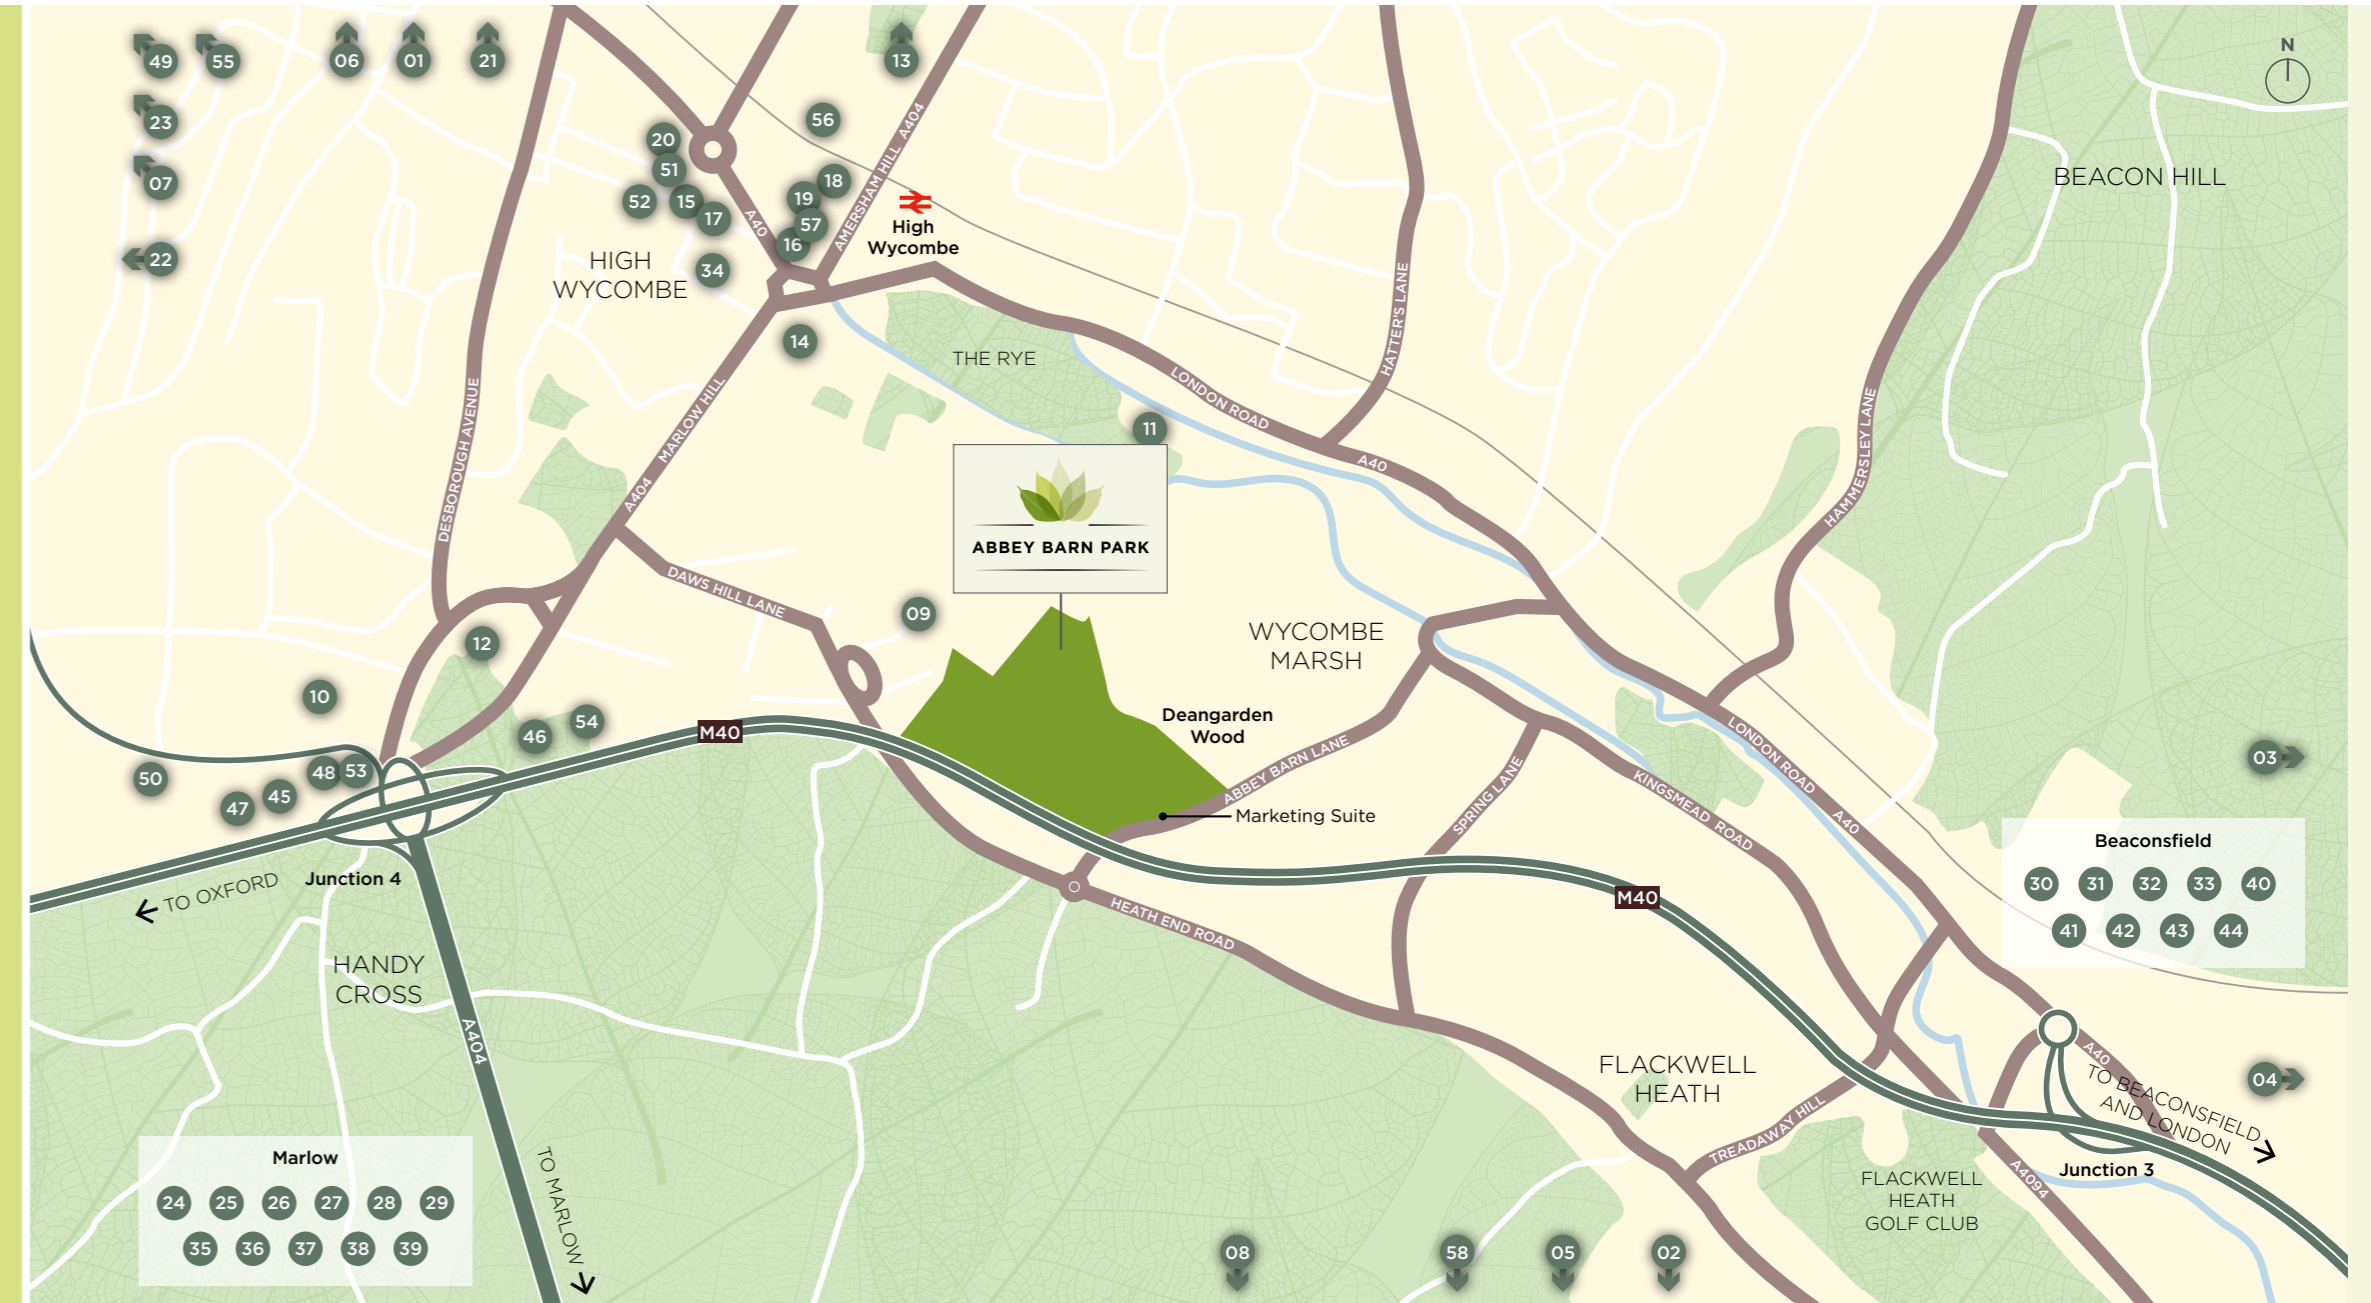 49
55
06
01
21
13
N
23
20
56
51
07
52
15
17
18
19
57
16
22
34
A40
AMERSHAM HILL A404
High
Wycombe
HIGH
WYCOMBE
BEACON HILL
14
THE RYE
HATTER'S LANE
LONDON ROAD
A40
11
DESBOROUGH AVENUE
MARLOW HILL
A404
HAMMERSLEY LANE
ABBEY BARN PARK
DAWS HILL LANE
09
12
WYCOMBE
MARSH
10
46
54
M40
Deangarden
Wood
ABBEY BARN LANE
Marketing Suite
SPRING LANE
KINGSMEAD ROAD
LONDON ROAD
A40
03
50
47
45
48
53
TO OXFORD
Junction 4
Beaconsfield
30
31
32
33
40
41
42
43
44
M40
HEATH END ROAD
HANDY
CROSS
A404
FLACKWELL
HEATH
A40
TO BEACONSFIELD
AND LONDON
04
TREADAWAY HILL
Junction 3
A4094
FLACKWELL
HEATH
GOLF CLUB
Marlow
24
25
26
27
28
29
35
36
37
38
39
TO MARLOW
08
58
05
02